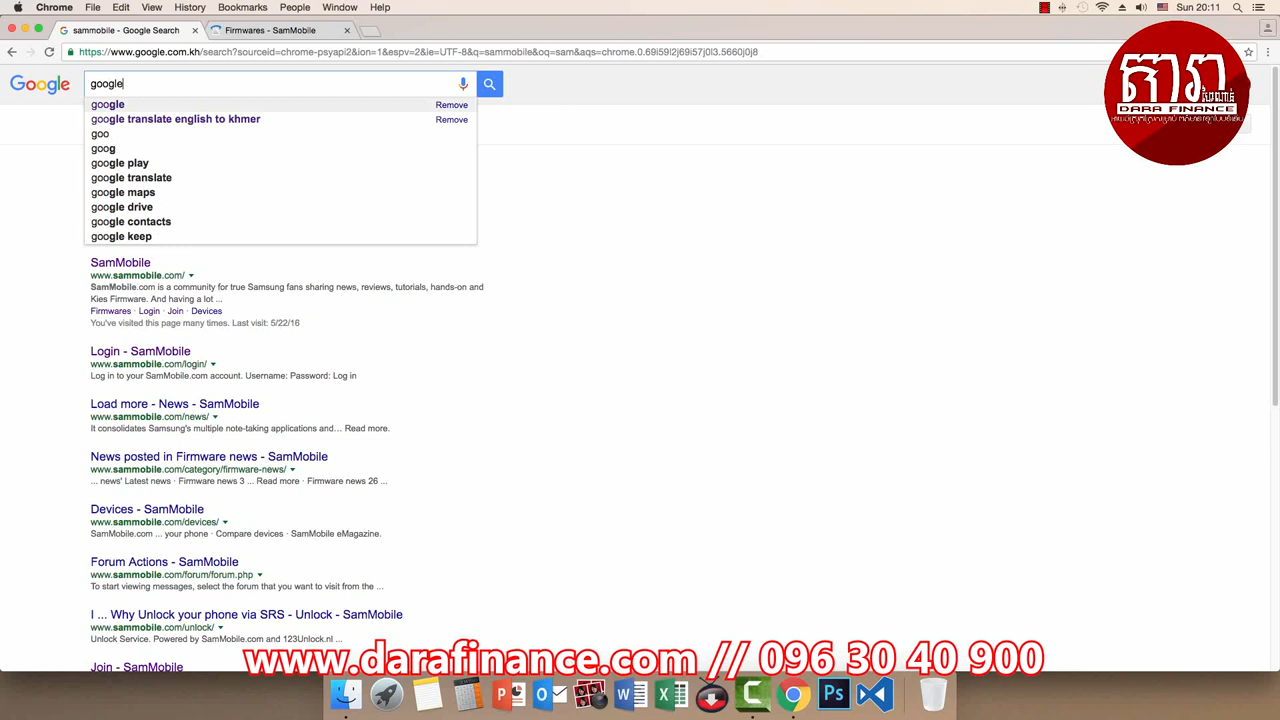 Chrome File Edit View History Bookmarks People Window Help Sun 20:11
sammobile - Google Search Firmwares - SamMobile
https://www.google.com.kh/search?sourceid=chrome-psyapi2&ion=1&espv=2&ie=UTF-8&q=sammobile&oq=sam&aqs=chrome.0.69i59l2j69i57j0l3.5660j0j8
Google google
google Remove
google translate english to khmer Remove
goo
goog
google play
google translate
google maps
google drive
google contacts
google keep
តារា
DARA FINANCE
SamMobile
www.sammobile.com/
SamMobile.com is a community for true Samsung fans sharing news, reviews, tutorials, hands-on and
Kies Firmware. And having a lot ...
Firmwares · Login · Join · Devices
You've visited this page many times. Last visit: 5/22/16
Login - SamMobile
www.sammobile.com/login/
Log in to your SamMobile.com account. Username: Password: Log in
Load more - News - SamMobile
www.sammobile.com/news/
It consolidates Samsung's multiple note-taking applications and… Read more.
News posted in Firmware news - SamMobile
www.sammobile.com/category/firmware-news/
... news' Latest news · Firmware news 3 ... Read more · Firmware news 26 ...
Devices - SamMobile
www.sammobile.com/devices/
SamMobile.com ... your phone · Compare devices · SamMobile eMagazine.
Forum Actions - SamMobile
www.sammobile.com/forum/forum.php
To start viewing messages, select the forum that you want to visit from the ...
I ... Why Unlock your phone via SRS - Unlock - SamMobile
www.sammobile.com/unlock/
Unlock Service. Powered by SamMobile.com and 123Unlock.nl ...
Join - SamMobile
www.darafinance.com // 096 30 40 900